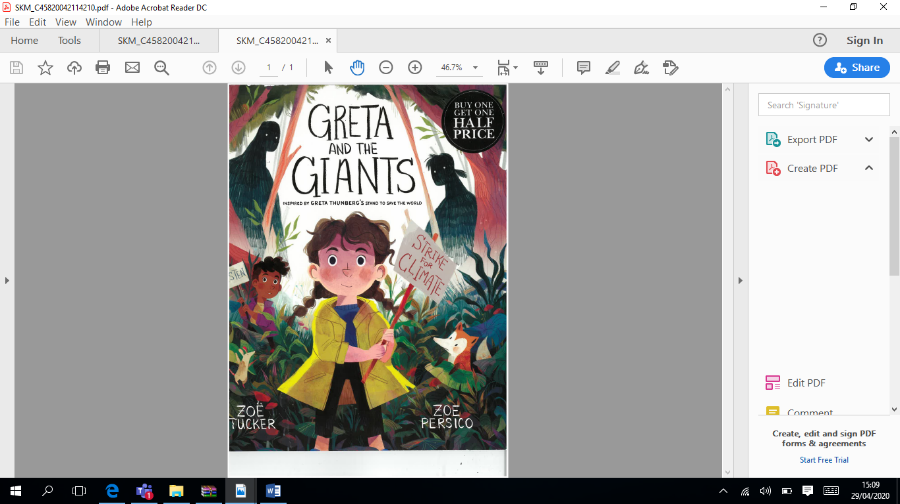 SKM_C45820042114210.pdf - Adobe Acrobat Reader DC
File Edit View Window Help
Home Tools SKM_C458200421... SKM_C458200421... × Sign In
1 / 1 46.7% Share
BUY ONE
GET ONE
HALF
PRICE
GRETA
AND THE
GIANTS
INSPIRED BY GRETA THUNBERG'S STAND TO SAVE THE WORLD
STRIKE
FOR
CLIMATE
ZOË
TUCKER
ZOE
PERSICO
Search 'Signature'
Export PDF
Create PDF
Edit PDF
Comment
Create, edit and sign PDF
forms & agreements
Start Free Trial
15:09
29/04/2020